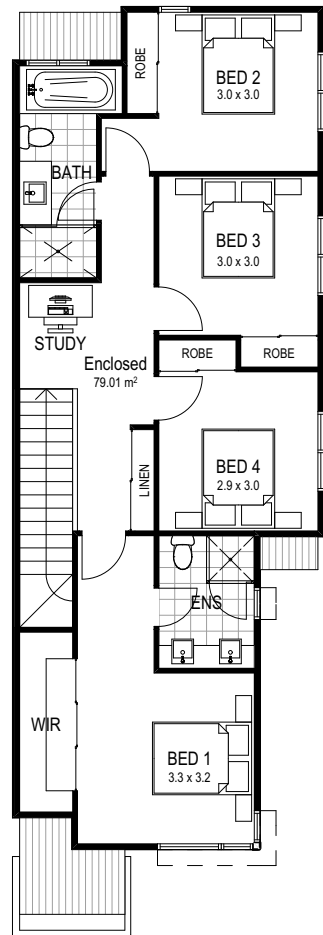 ROBE
BED 2
3.0 x 3.0
BATH
BED 3
3.0 x 3.0
STUDY
Enclosed
79.01 m²
ROBE
ROBE
LINEN
BED 4
2.9 x 3.0
ENS
WIR
BED 1
3.3 x 3.2